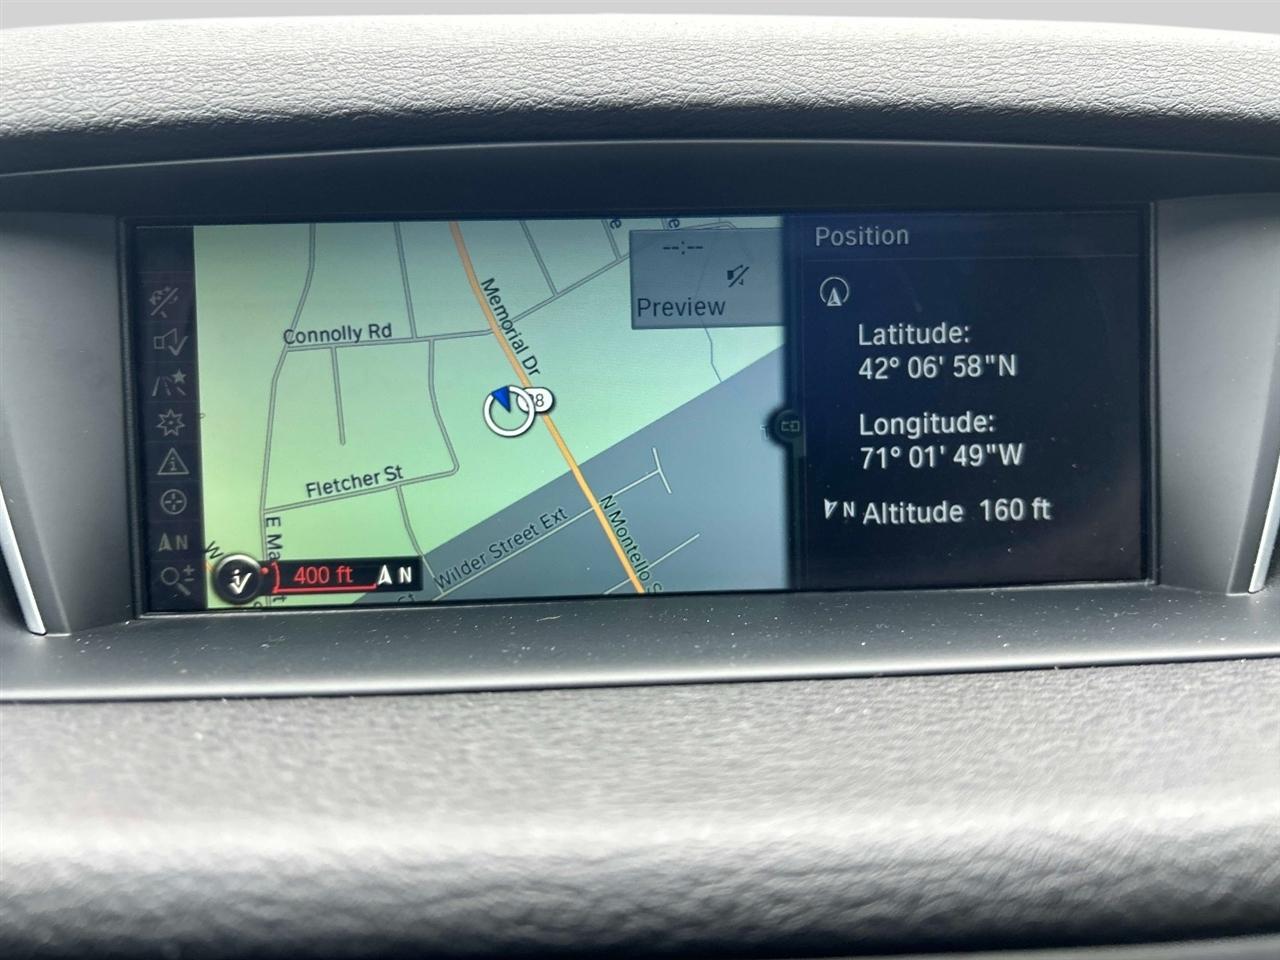 Position
--:--
Preview
Latitude:
42° 06' 58"N
Longitude:
71° 01' 49"W
N Altitude 160 ft
Connolly Rd
Memorial Dr
Fletcher St
Wilder Street Ext
N Montello S
E Ma
400 ft N
N